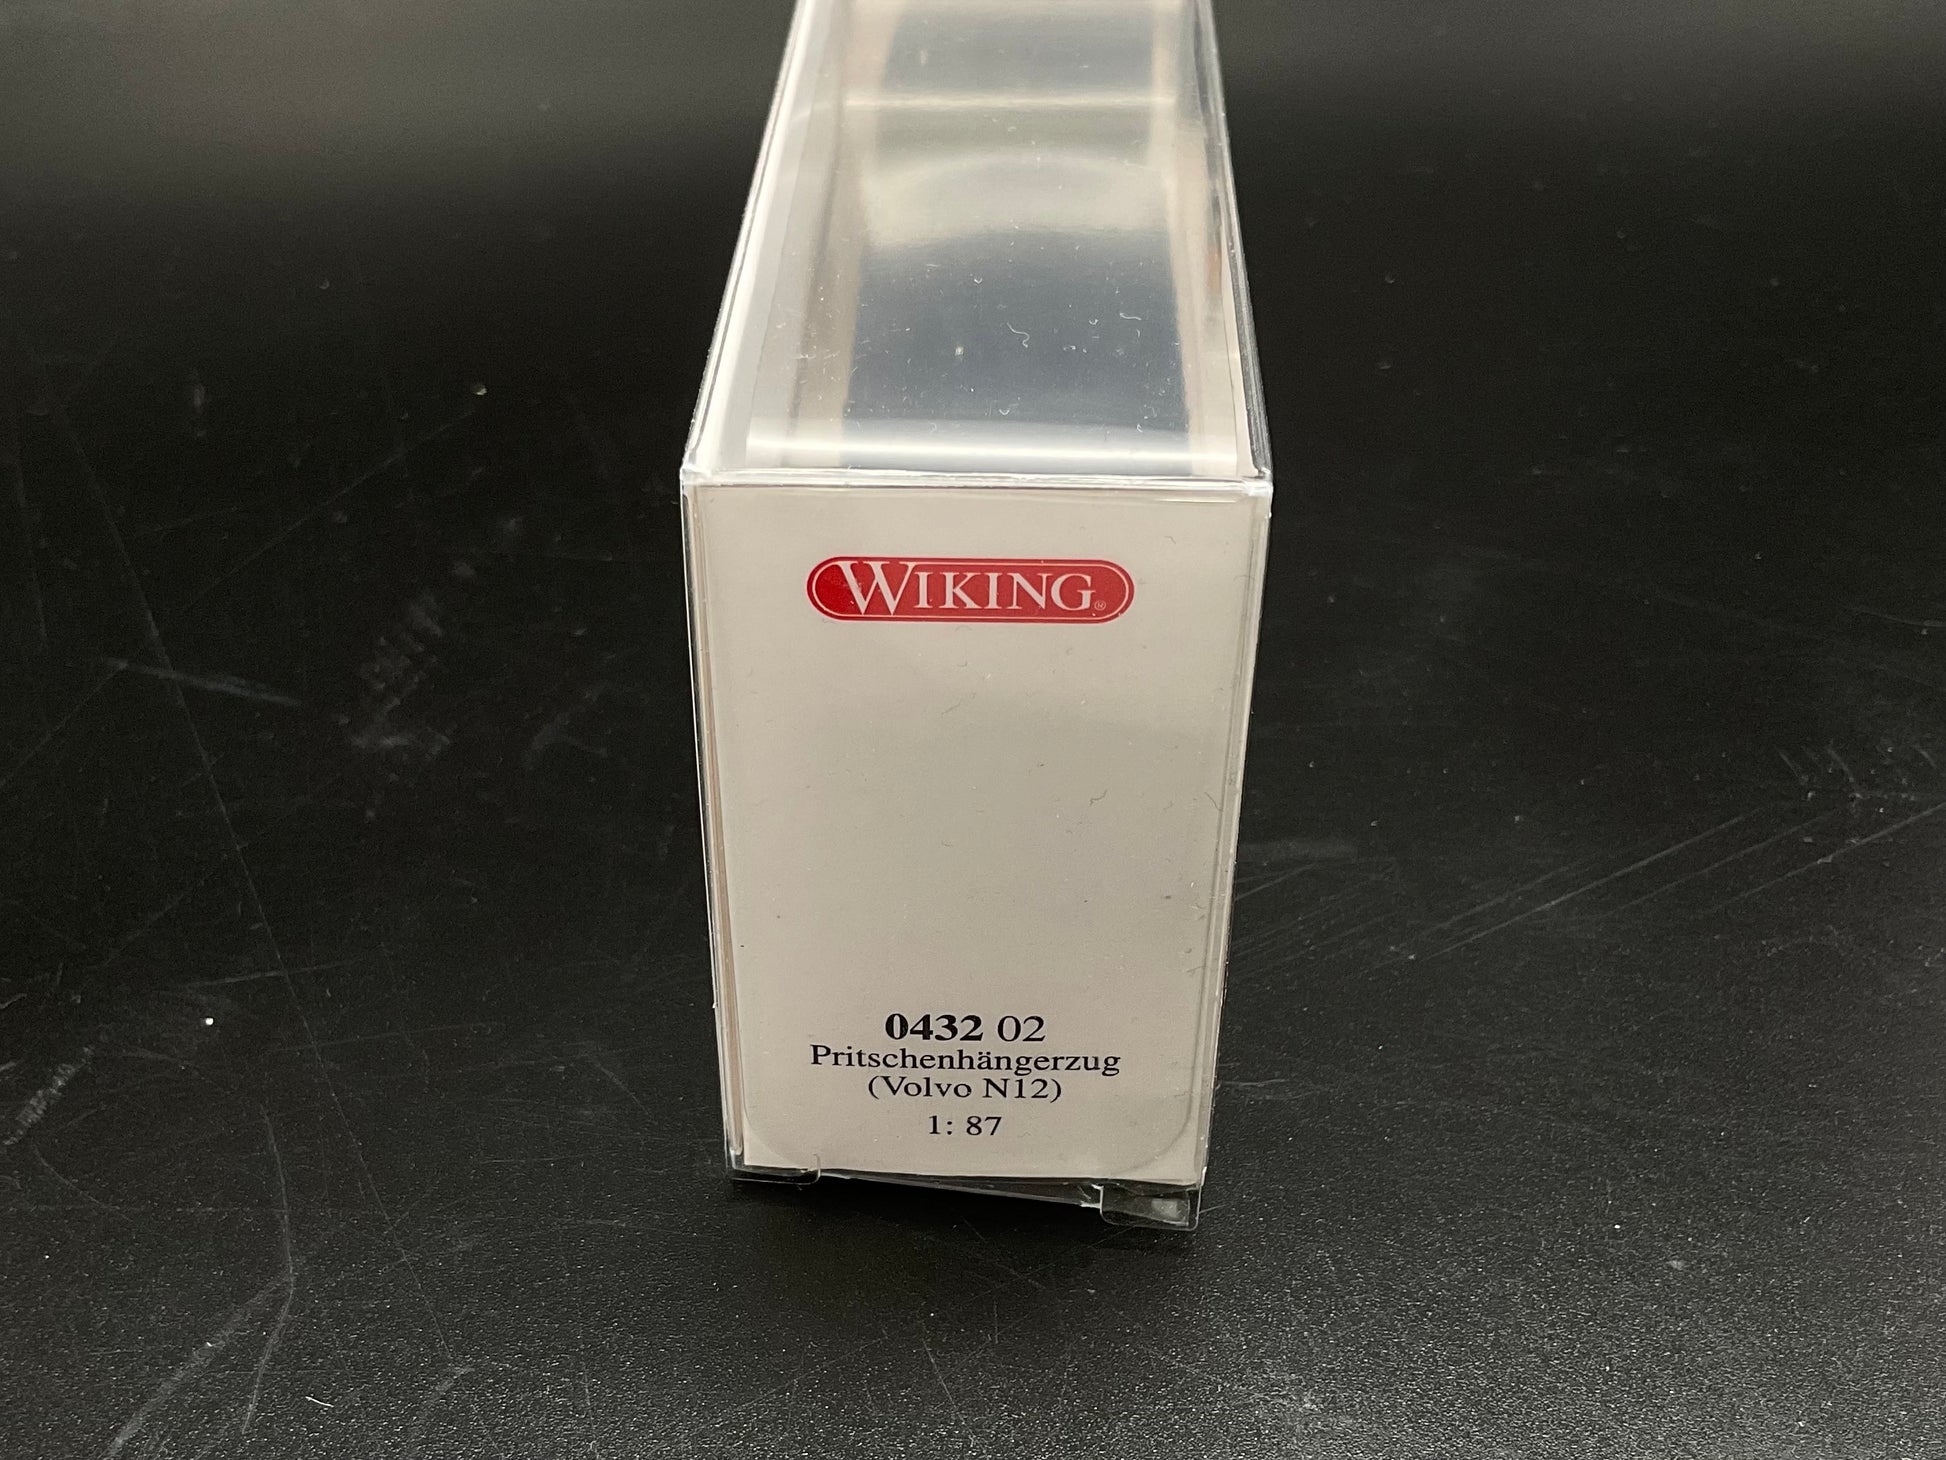 WIKING®
0432 02
Pritschenhängerzug
(Volvo N12)
1: 87